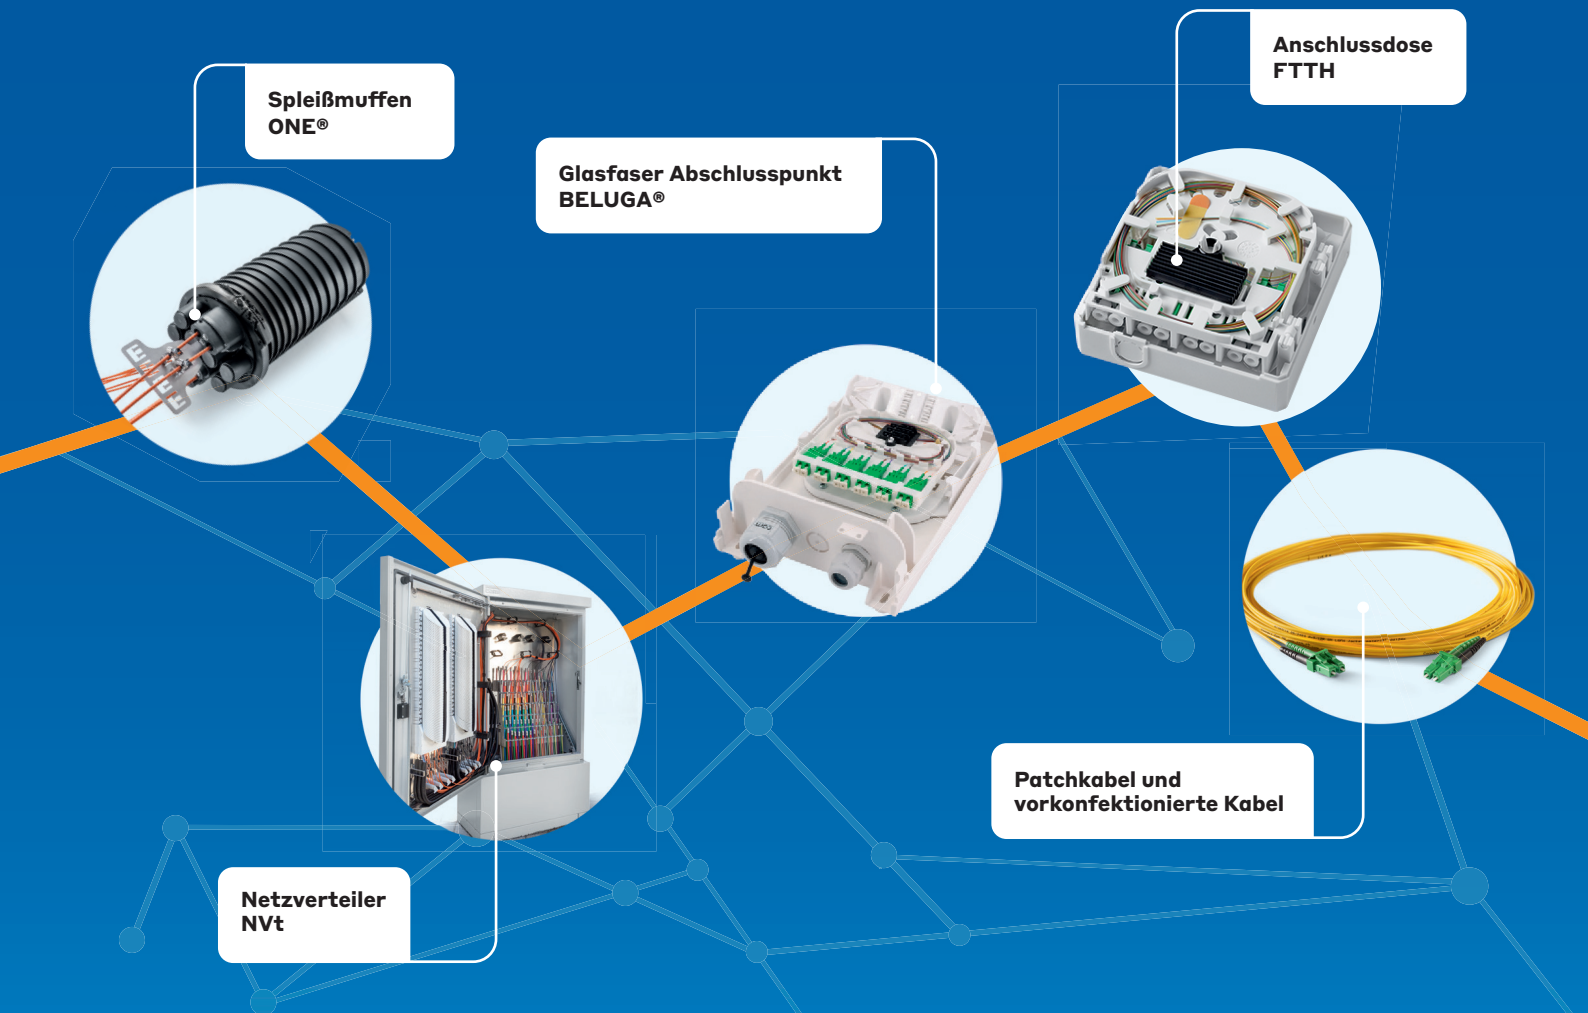 Spleißmuffen
ONE®
Glasfaser Abschlusspunkt
BELUGA®
Anschlussdose
FTTH
Patchkabel und
vorkonfektionierte Kabel
Netzverteiler
NVt